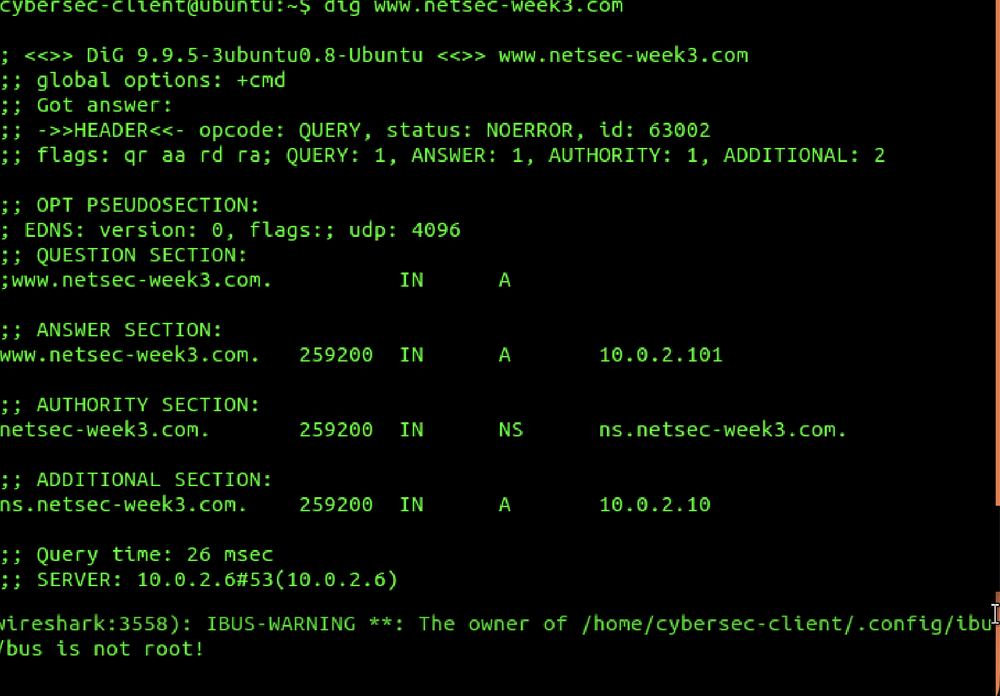 cybersec-client@ubuntu:~$ dig www.netsec-week3.com
; <<>> DiG 9.9.5-3ubuntu0.8-Ubuntu <<>> www.netsec-week3.com
;; global options: +cmd
;; Got answer:
;; ->>HEADER<<- opcode: QUERY, status: NOERROR, id: 63002
;; flags: qr aa rd ra; QUERY: 1, ANSWER: 1, AUTHORITY: 1, ADDITIONAL: 2
;; OPT PSEUDOSECTION:
; EDNS: version: 0, flags:; udp: 4096
;; QUESTION SECTION:
;www.netsec-week3.com. IN A
;; ANSWER SECTION:
www.netsec-week3.com. 259200 IN A 10.0.2.101
;; AUTHORITY SECTION:
netsec-week3.com. 259200 IN NS ns.netsec-week3.com.
;; ADDITIONAL SECTION:
ns.netsec-week3.com. 259200 IN A 10.0.2.10
;; Query time: 26 msec
;; SERVER: 10.0.2.6#53(10.0.2.6)
wireshark:3558): IBUS-WARNING **: The owner of /home/cybersec-client/.config/ibu
/bus is not root!